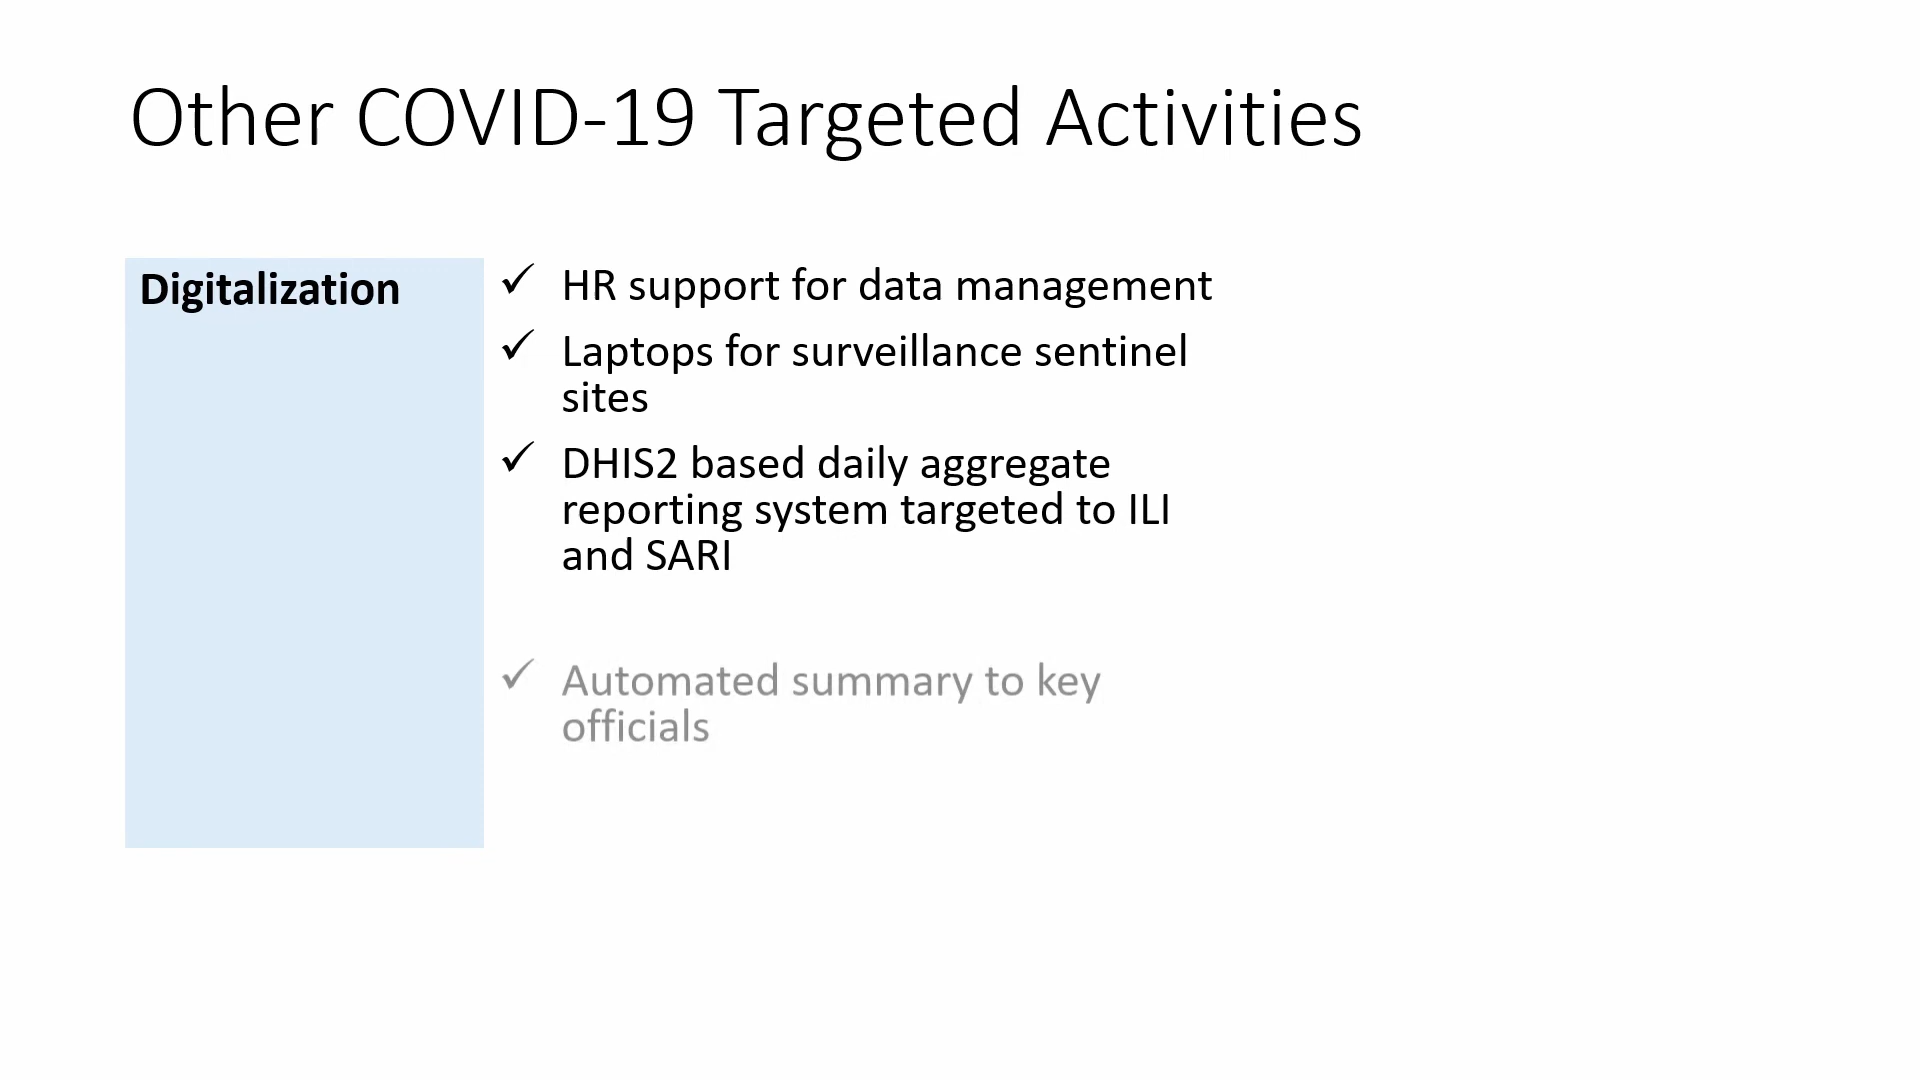 Other COVID-19 Targeted Activities
Digitalization
✓ HR support for data management
✓ Laptops for surveillance sentinel
sites
✓ DHIS2 based daily aggregate
reporting system targeted to ILI
and SARI
✓ Automated summary to key
officials